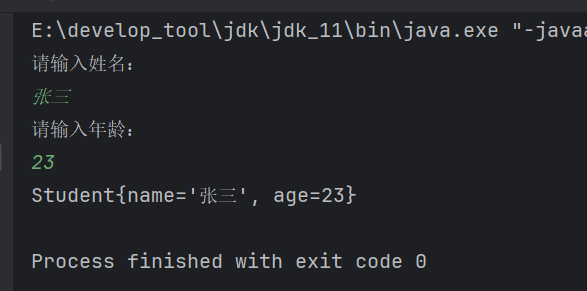 E:\develop_tool\jdk\jdk_11\bin\java.exe "-java
请输入姓名:
张三
请输入年龄:
23
Student{name='张三', age=23}
Process finished with exit code 0